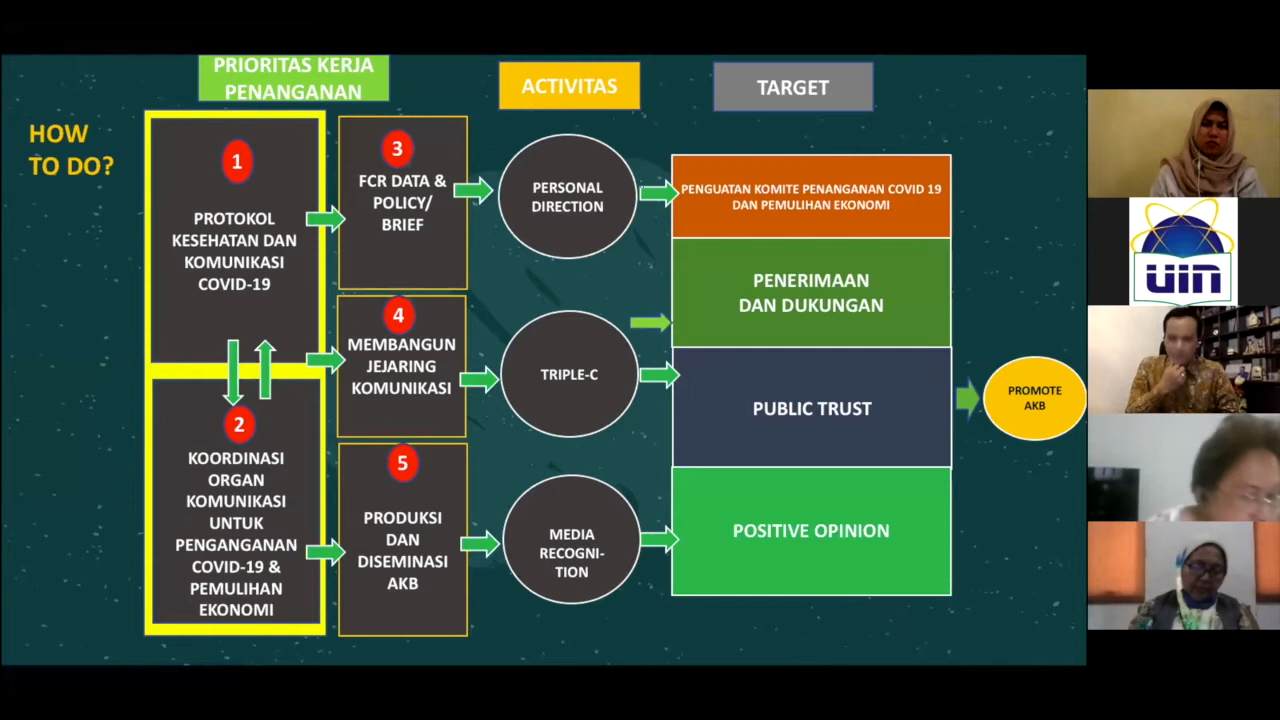 PRIORITAS KERJA
PENANGANAN
ACTIVITAS
TARGET
HOW
TO DO?
1
PROTOKOL
KESEHATAN DAN
KOMUNIKASI
COVID-19
2
KOORDINASI
ORGAN
KOMUNIKASI
UNTUK
PENGANGANAN
COVID-19 &
PEMULIHAN
EKONOMI
3
FCR DATA &
POLICY/
BRIEF
4
MEMBANGUN
JEJARING
KOMUNIKASI
5
PRODUKSI
DAN
DISEMINASI
AKB
PERSONAL
DIRECTION
TRIPLE-C
MEDIA
RECOGNI-
TION
PENGUATAN KOMITE PENANGANAN COVID 19
DAN PEMULIHAN EKONOMI
PENERIMAAN
DAN DUKUNGAN
PUBLIC TRUST
POSITIVE OPINION
PROMOTE
AKB
UIN